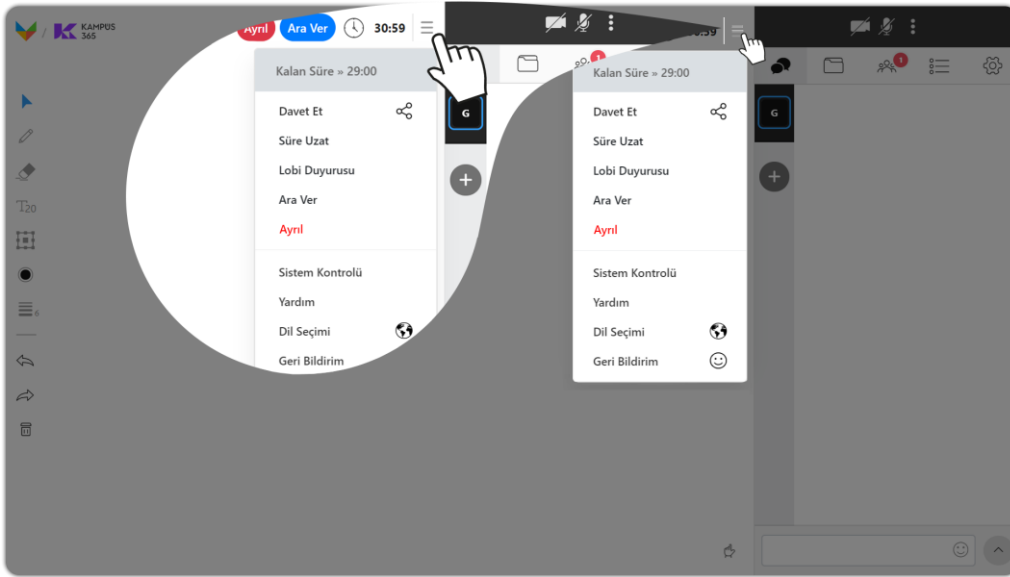 KAMPÜS
365
Ayrıl
Ara Ver
30:59
Kalan Süre » 29:00
Davet Et
Süre Uzat
Lobi Duyurusu
Ara Ver
Ayrıl
Sistem Kontrolü
Yardım
Dil Seçimi
Geri Bildirim
G
1
Kalan Süre » 29:00
Davet Et
Süre Uzat
Lobi Duyurusu
Ara Ver
Ayrıl
Sistem Kontrolü
Yardım
Dil Seçimi
Geri Bildirim
1
G
T20
6